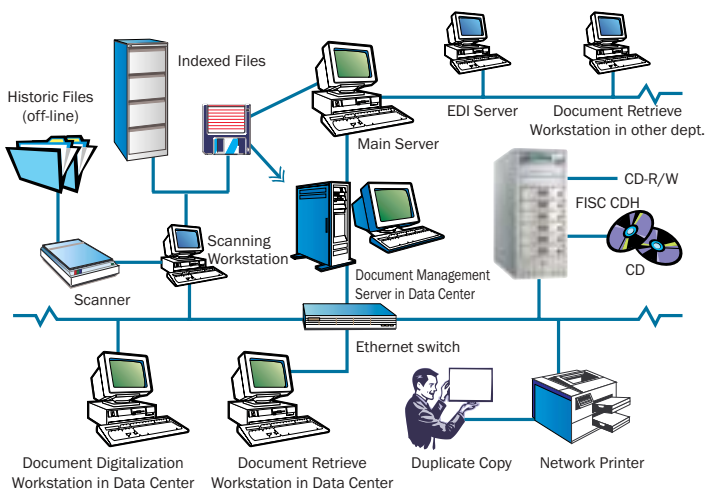 Indexed Files
Historic Files
(off-line)
EDI Server
Document Retrieve
Workstation in other dept.
Main Server
CD-R/W
FISC CDH
CD
Scanning
Workstation
Document Management
Server in Data Center
Scanner
Ethernet switch
Document Digitalization
Workstation in Data Center
Document Retrieve
Workstation in Data Center
Duplicate Copy
Network Printer